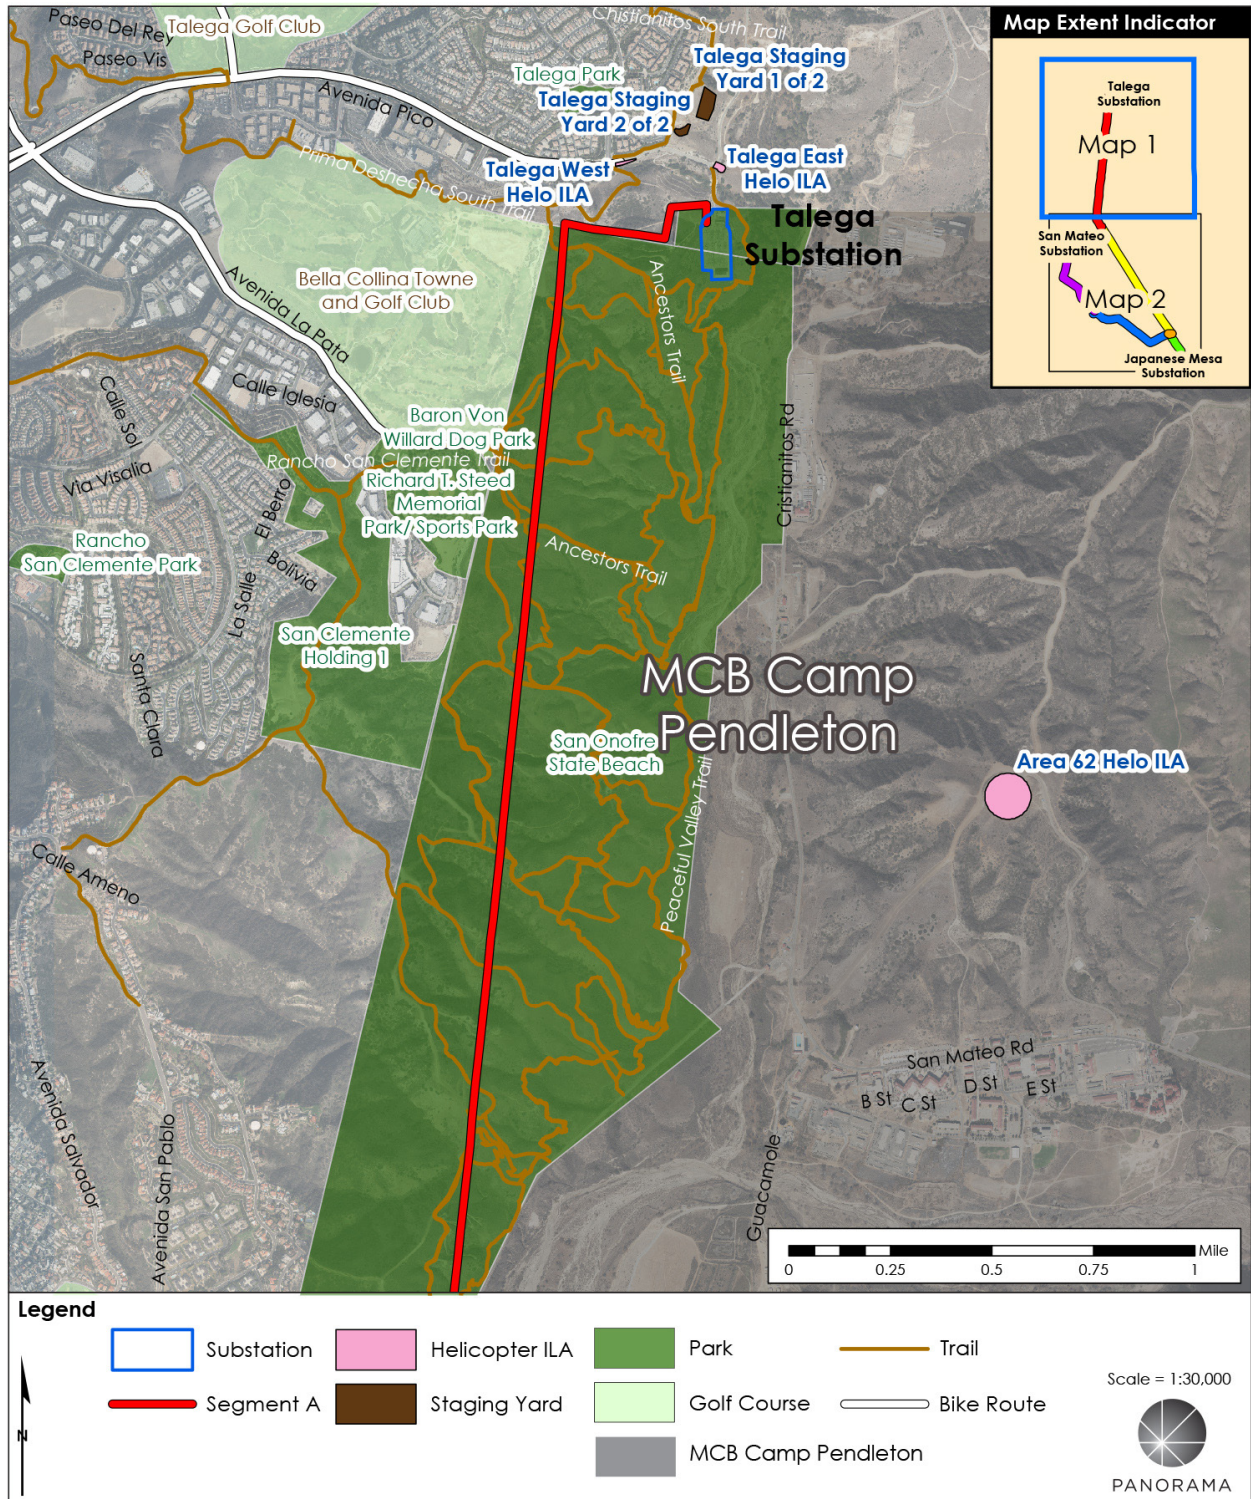 Paseo Del Rey
Talega Golf Club
Paseo Vis
Chistianitos South Trail
Talega Park
Talega Staging
Yard 1 of 2
Avenida Pico
Talega Staging
Yard 2 of 2
Prima Deshecha South Trail
Talega West
Helo ILA
Talega East
Helo ILA
Talega
Substation
Bella Collina Towne
and Golf Club
Avenida La Pata
Ancestors Trail
Calle Sol
Calle Iglesia
Baron Von
Willard Dog Park
Cristianitos Rd
Rancho San Clemente Trail
Via Visalia
Richard T. Steed
Memorial
Park/ Sports Park
El Berro
Rancho
San Clemente Park
Ancestors Trail
Bolivia
La Salle
San Clemente
Holding 1
Santa Clara
MCB Camp
Pendleton
San Onofre
State Beach
Area 62 Helo ILA
Peaceful Valley Trail
Calle Ameno
San Mateo Rd
B St
C St
D St
E St
Avenida Salvador
Avenida San Pablo
Guacamole
Mile
0
0.25
0.5
0.75
1
Map Extent Indicator
Talega
Substation
Map 1
San Mateo
Substation
Map 2
Japanese Mesa
Substation
Legend
Substation
Helicopter ILA
Park
Trail
Segment A
Staging Yard
Golf Course
Bike Route
MCB Camp Pendleton
Scale = 1:30,000
N
PANORAMA